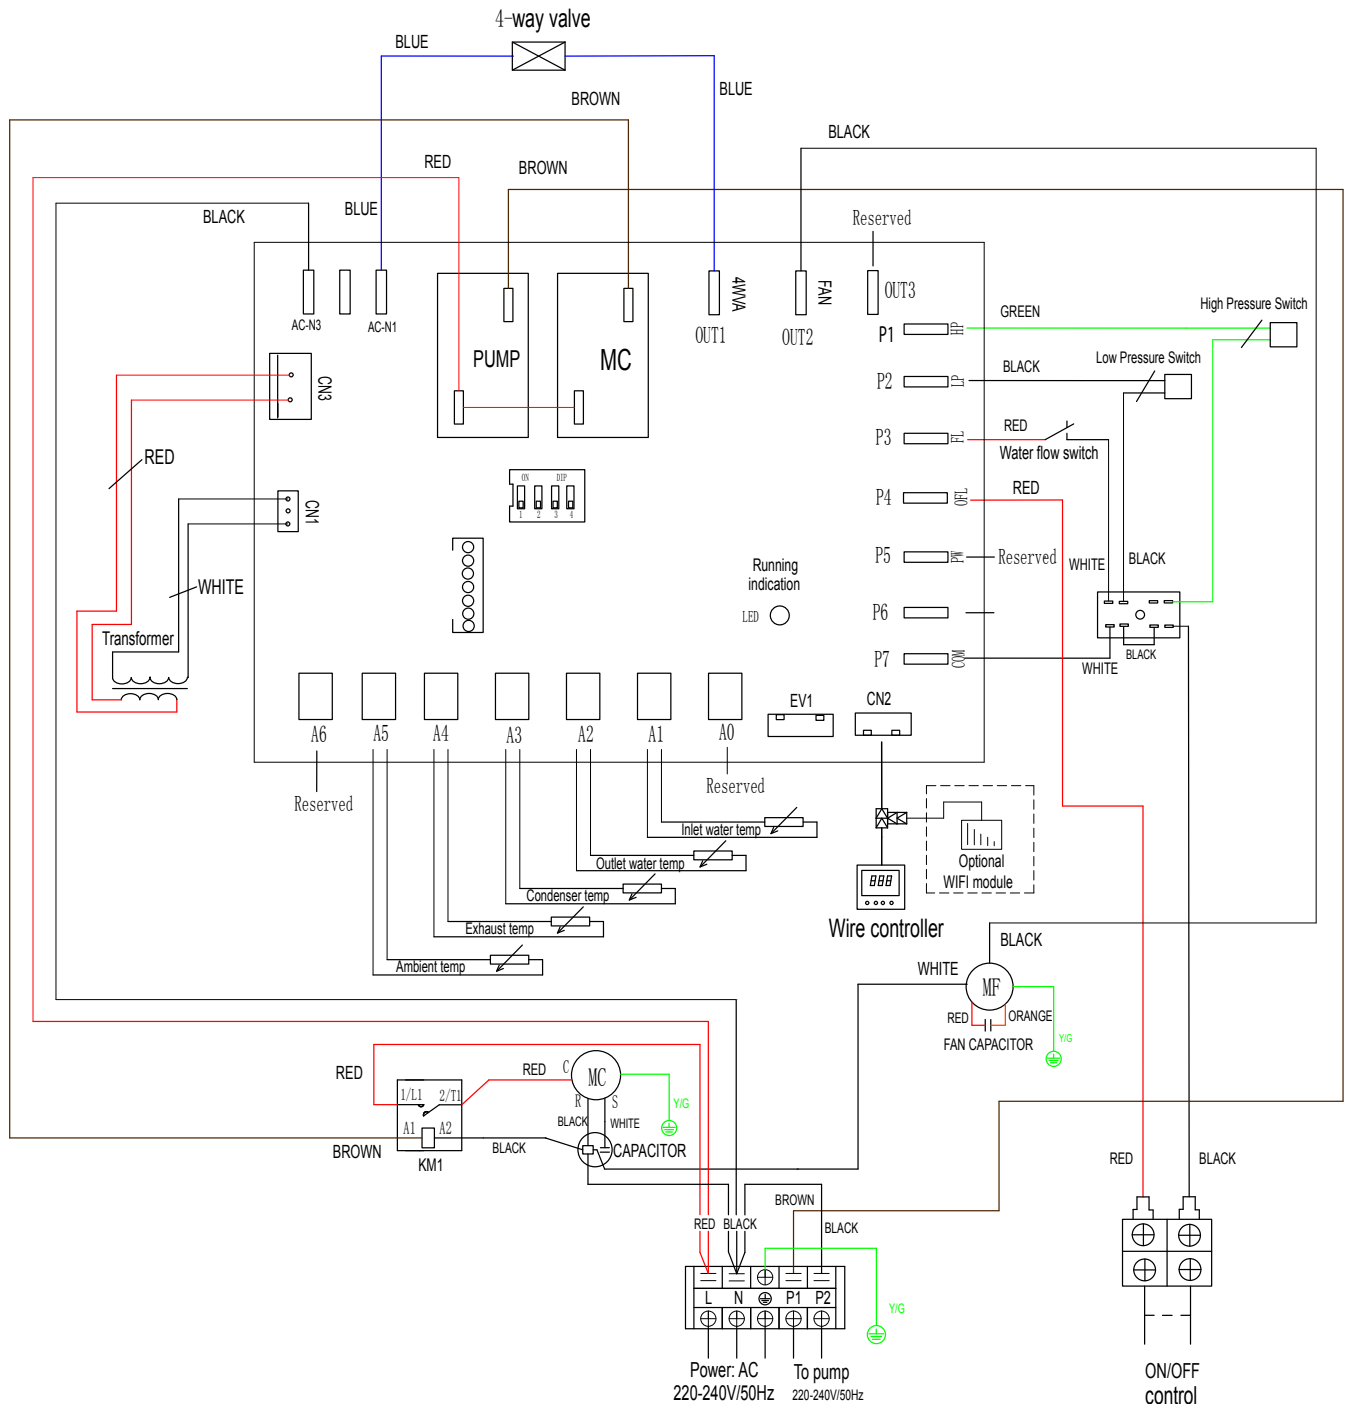 4-way valve
BLUE
BLUE
BROWN
BLACK
RED
BROWN
BLACK
BLUE
Reserved
AC-N3
AC-N1
4WVA
OUT1
FAN
OUT2
OUT3
PUMP
MC
GREEN
High Pressure Switch
P1
HP
Low Pressure Switch
BLACK
P2
LP
RED
P3
FL
Water flow switch
RED
P4
OFL
P5
PW
Reserved
P6
P7
COM
CN3
RED
CN1
WHITE
Transformer
ON
DIP
1
2
3
4
Running
indication
LED
WHITE
BLACK
BLACK
WHITE
EV1
CN2
A6
A5
A4
A3
A2
A1
A0
Reserved
Reserved
Inlet water temp
Outlet water temp
Condenser temp
Exhaust temp
Ambient temp
Optional
WIFI module
888
Wire controller
BLACK
WHITE
MF
RED
ORANGE
FAN CAPACITOR
Y/G
RED
RED
C
MC
R
S
1/L1
2/T1
A1
A2
BLACK
WHITE
Y/G
BROWN
KM1
BLACK
CAPACITOR
RED
BLACK
BROWN
BLACK
RED
BLACK
L
N
P1
P2
Y/G
Power: AC
220-240V/50Hz
To pump
220-240V/50Hz
ON/OFF
control